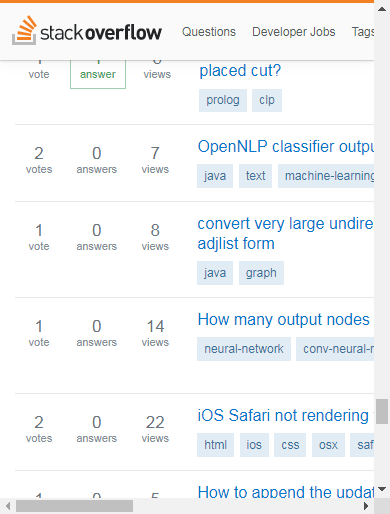 stackoverflow Questions Developer Jobs Tags
vote answer views placed cut?
prolog clp
2 0 7 OpenNLP classifier outpu
votes answers views java text machine-learning
1 0 8 convert very large undire
vote answers views adjlist form
java graph
1 0 14 How many output nodes
vote answers views neural-network conv-neural-n
2 0 22 iOS Safari not rendering
votes answers views html ios css osx saf
How to append the updat